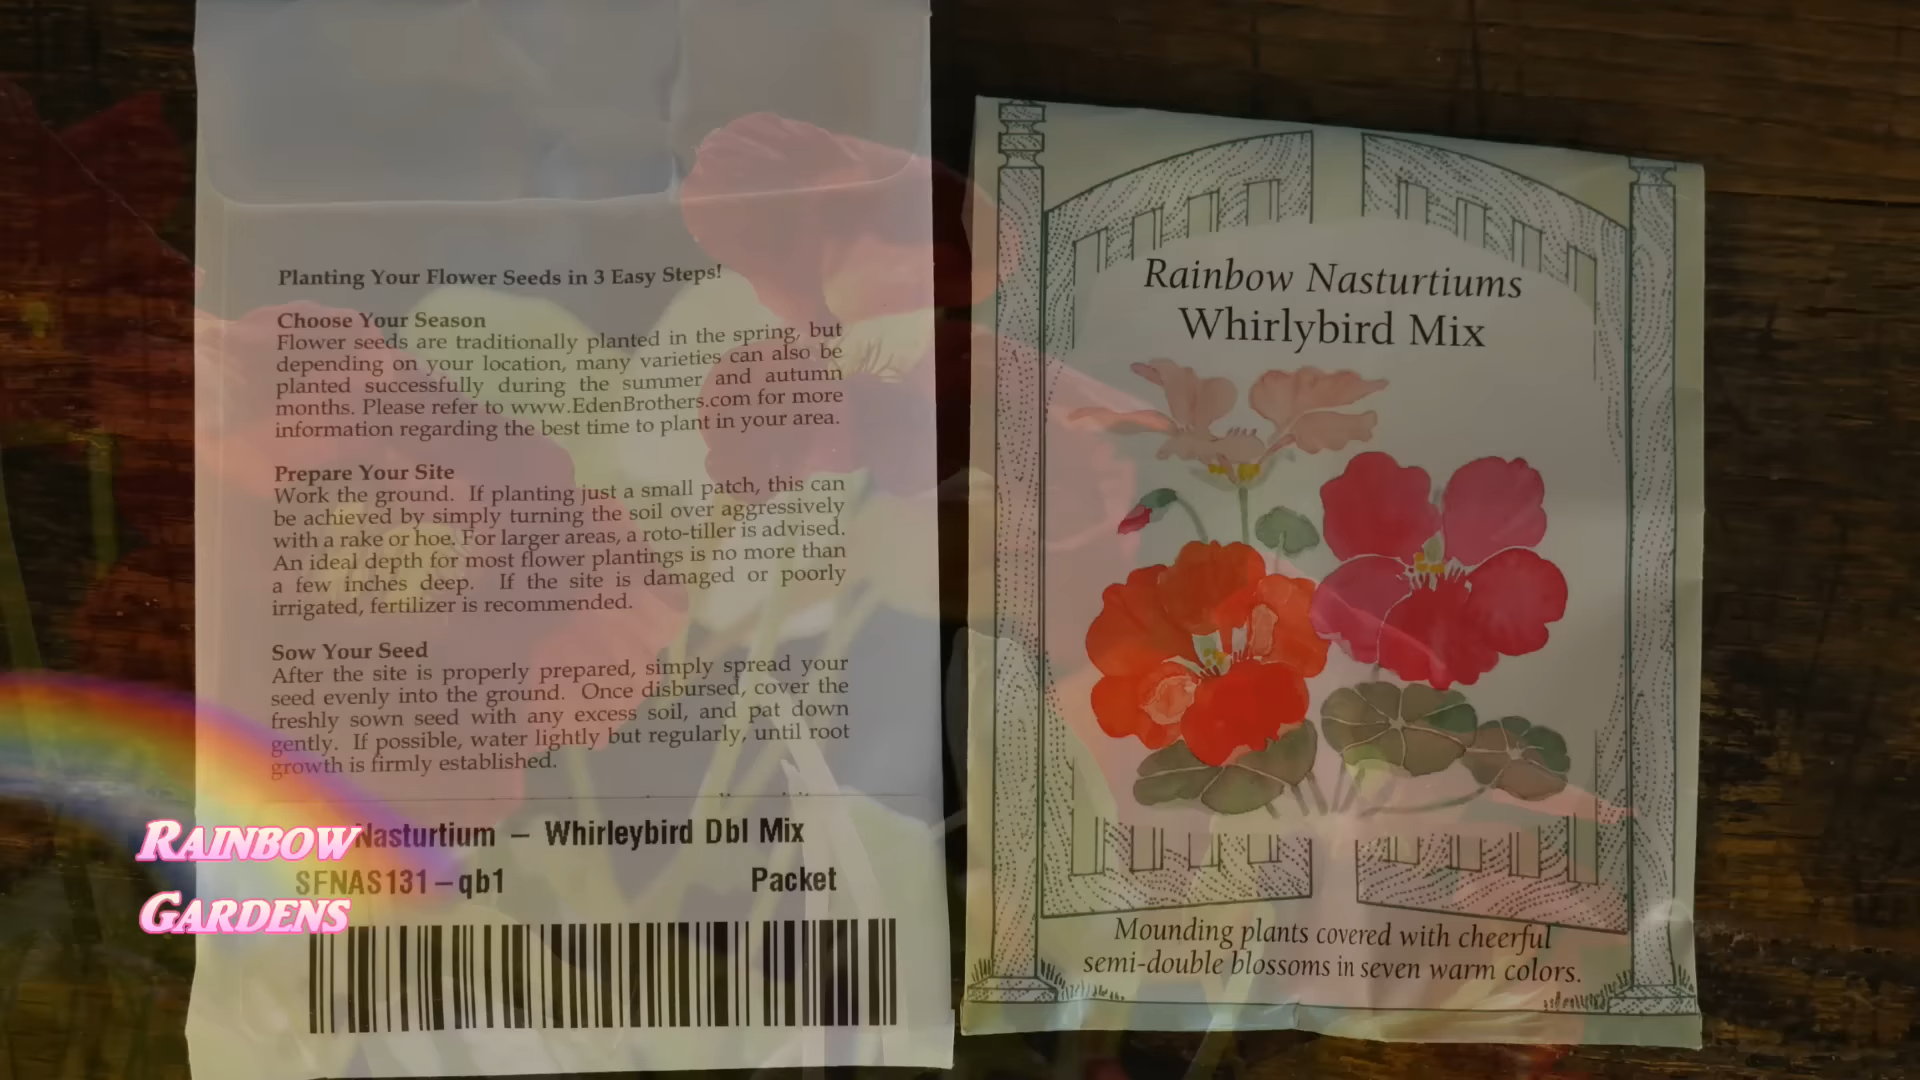 Planting Your Flower Seeds in 3 Easy Steps!
Choose Your Season
Flower seeds are traditionally planted in the spring, but
depending on your location, many varieties can also be
planted successfully during the summer and autumn
months. Please refer to www.EdenBrothers.com for more
information regarding the best time to plant in your area.
Prepare Your Site
Work the ground. If planting just a small patch, this can
be achieved by simply turning the soil over aggressively
with a rake or hoe. For larger areas, a roto-tiller is advised.
An ideal depth for most flower plantings is no more than
a few inches deep. If the site is damaged or poorly
irrigated, fertilizer is recommended.
Sow Your Seed
After the site is properly prepared, simply spread your
seed evenly into the ground. Once disbursed, cover the
freshly sown seed with any excess soil, and pat down
gently. If possible, water lightly but regularly, until root
growth is firmly established.
Nasturtium – Whirleybird Dbl Mix
SFNAS131–qb1 Packet
Rainbow Nasturtiums
Whirlybird Mix
Mounding plants covered with cheerful
semi-double blossoms in seven warm colors.
RAINBOW
GARDENS